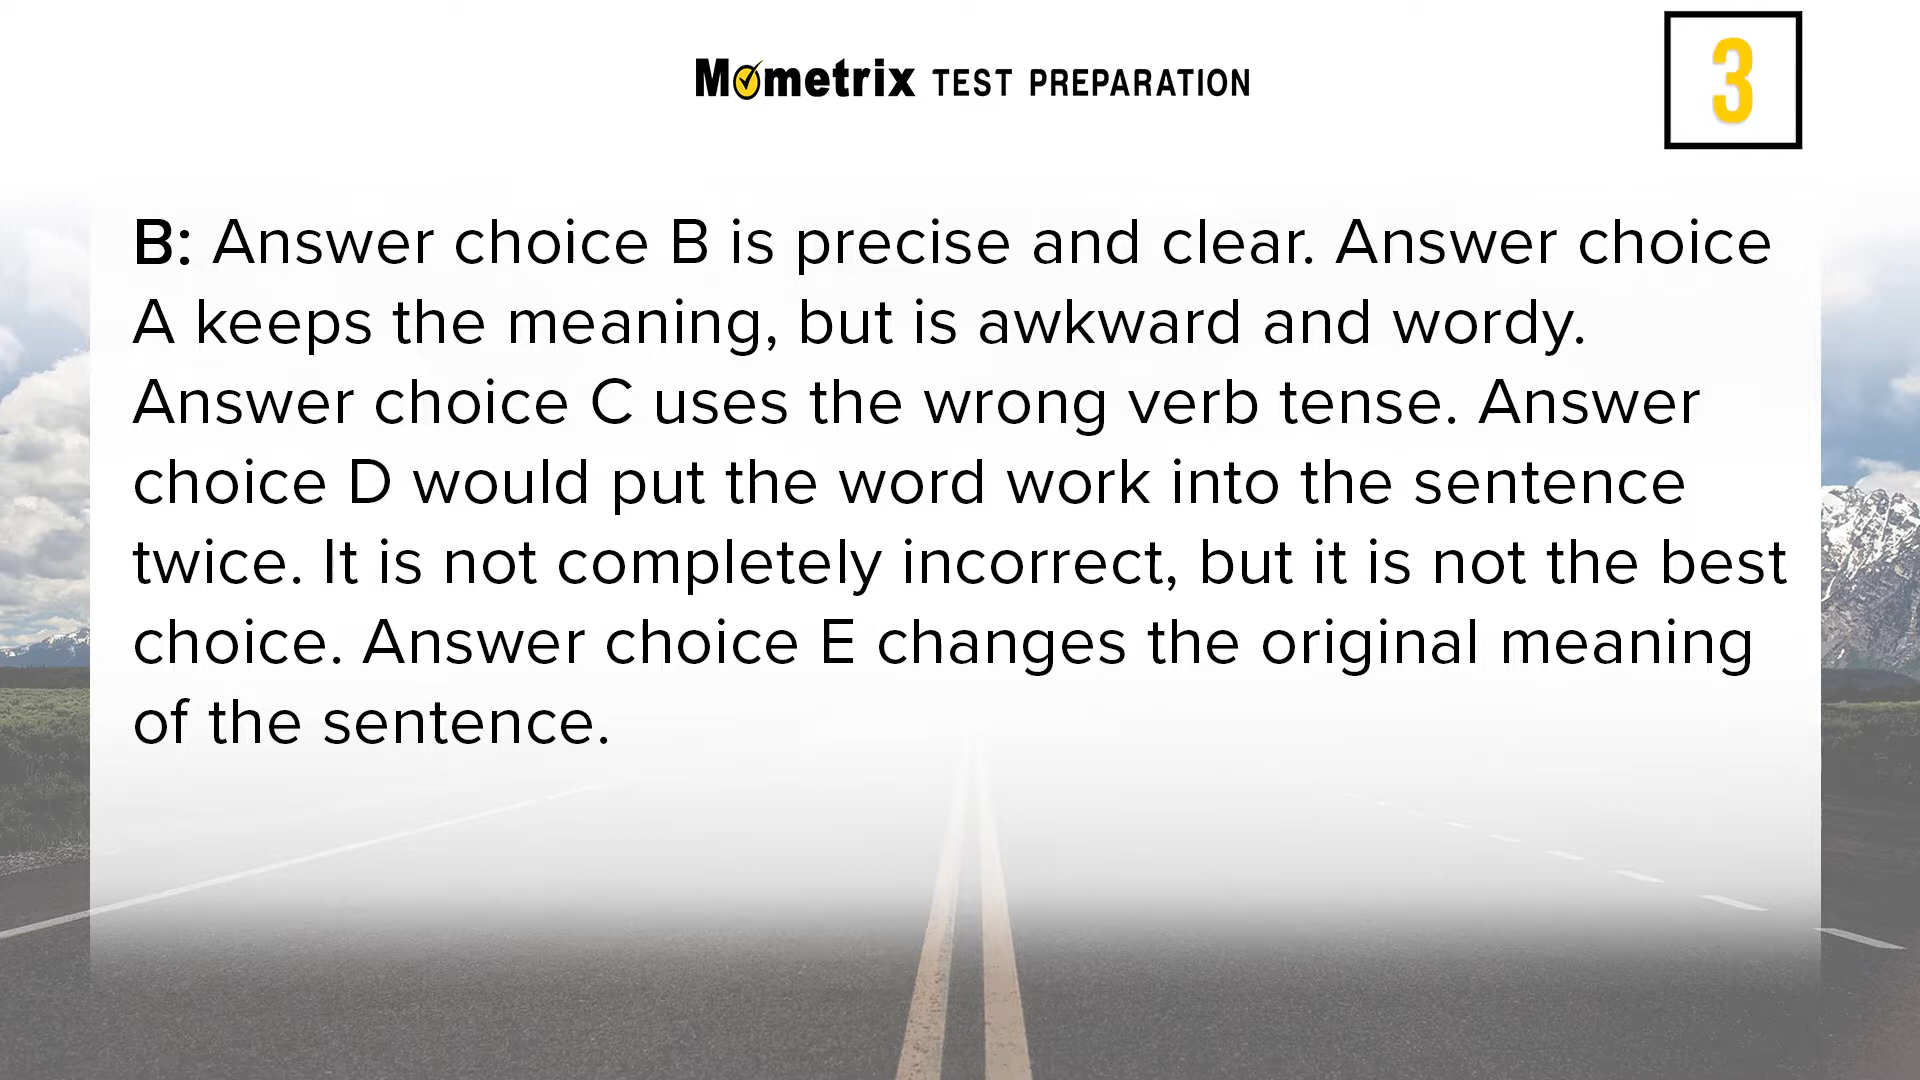 Mometrix TEST PREPARATION
3
B: Answer choice B is precise and clear. Answer choice
A keeps the meaning, but is awkward and wordy.
Answer choice C uses the wrong verb tense. Answer
choice D would put the word work into the sentence
twice. It is not completely incorrect, but it is not the best
choice. Answer choice E changes the original meaning
of the sentence.